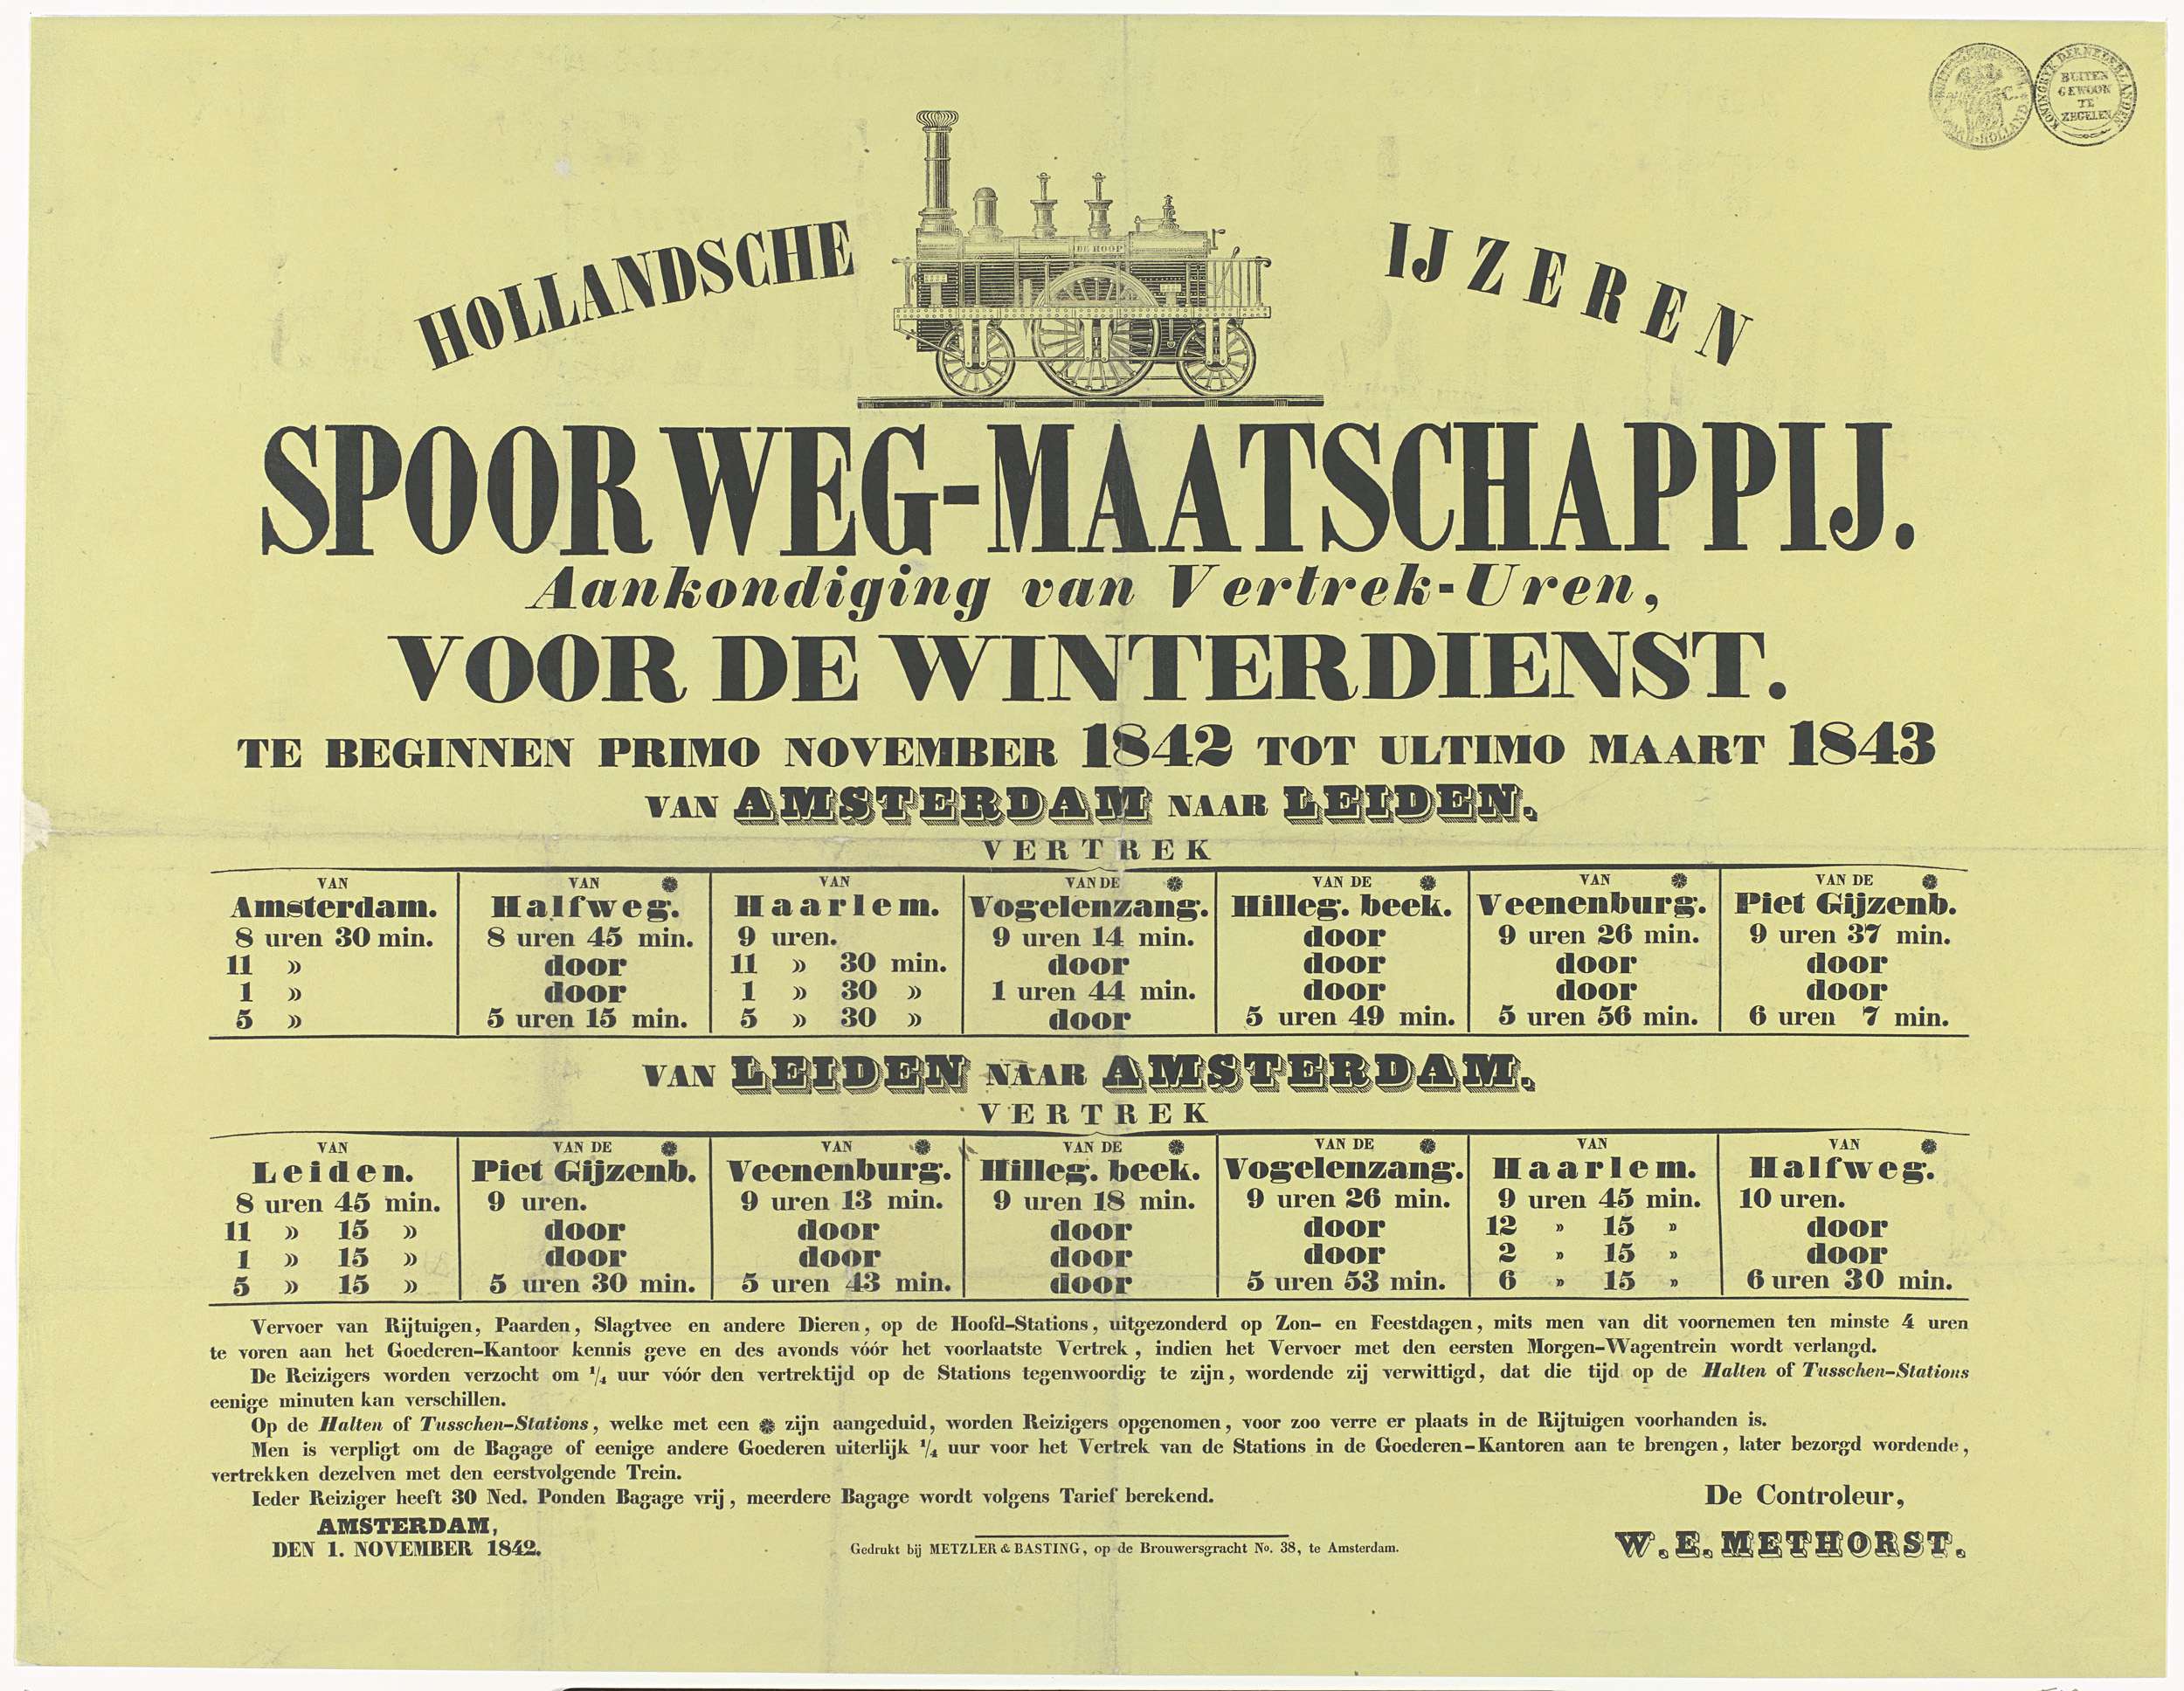 BUITEN
GEWOON
TE
ZEGELEN
KONINGRYK DER NEDERLANDEN
DE HOOP
HOLLANDSCHE IJZEREN
SPOORWEG-MAATSCHAPPIJ.
Aankondiging van Vertrek-Uren,
VOOR DE WINTERDIENST.
TE BEGINNEN PRIMO NOVEMBER 1842 TOT ULTIMO MAART 1843
VAN AMSTERDAM NAAR LEIDEN.
VERTREK
VAN VAN ❋ VAN VAN DE ❋ VAN DE ❋ VAN ❋ VAN DE ❋
Amsterdam. Halfweg. Haarlem. Vogelenzang. Hilleg. beek. Veenenburg. Piet Gijzenb.
8 uren 30 min. 8 uren 45 min. 9 uren. 9 uren 14 min. door 9 uren 26 min. 9 uren 37 min.
11 » door 11 » 30 min. door door door door
1 » door 1 » 30 » 1 uren 44 min. door door door
5 » 5 uren 15 min. 5 » 30 » door 5 uren 49 min. 5 uren 56 min. 6 uren 7 min.
VAN LEIDEN NAAR AMSTERDAM.
VERTREK
VAN VAN DE ❋ VAN ❋ VAN DE ❋ VAN DE ❋ VAN VAN ❋
Leiden. Piet Gijzenb. Veenenburg. Hilleg. beek. Vogelenzang. Haarlem. Halfweg.
8 uren 45 min. 9 uren. 9 uren 13 min. 9 uren 18 min. 9 uren 26 min. 9 uren 45 min. 10 uren.
11 » 15 » door door door door 12 » 15 » door
1 » 15 » door door door door 2 » 15 » door
5 » 15 » 5 uren 30 min. 5 uren 43 min. door 5 uren 53 min. 6 » 15 » 6 uren 30 min.
Vervoer van Rijtuigen, Paarden, Slagtvee en andere Dieren, op de Hoofd-Stations, uitgezonderd op Zon- en Feestdagen, mits men van dit voornemen ten minste 4 uren
te voren aan het Goederen-Kantoor kennis geve en des avonds vóór het voorlaatste Vertrek, indien het Vervoer met den eersten Morgen-Wagentrein wordt verlangd.
De Reizigers worden verzocht om 1/4 uur vóór den vertrektijd op de Stations tegenwoordig te zijn, wordende zij verwittigd, dat die tijd op de Halten of Tusschen-Stations
eenige minuten kan verschillen.
Op de Halten of Tusschen-Stations, welke met een ❋ zijn aangeduid, worden Reizigers opgenomen, voor zoo verre er plaats in de Rijtuigen voorhanden is.
Men is verpligt om de Bagage of eenige andere Goederen uiterlijk 1/4 uur voor het Vertrek van de Stations in de Goederen-Kantoren aan te brengen, later bezorgd wordende,
vertrekken dezelven met den eerstvolgende Trein.
Ieder Reiziger heeft 30 Ned. Ponden Bagage vrij, meerdere Bagage wordt volgens Tarief berekend.
De Controleur,
AMSTERDAM,
DEN 1. NOVEMBER 1842.
Gedrukt bij METZLER & BASTING, op de Brouwersgracht No. 38, te Amsterdam.
W. E. METHORST.